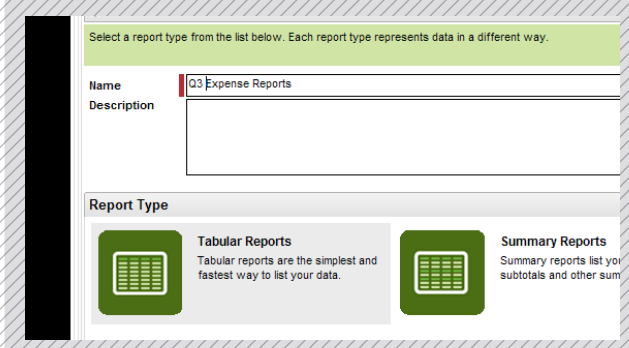 Select a report type from the list below. Each report type represents data in a different way.
Name
Q3 Expense Reports
Description
Report Type
Tabular Reports
Tabular reports are the simplest and
fastest way to list your data.
Summary Reports
Summary reports list you
subtotals and other sum